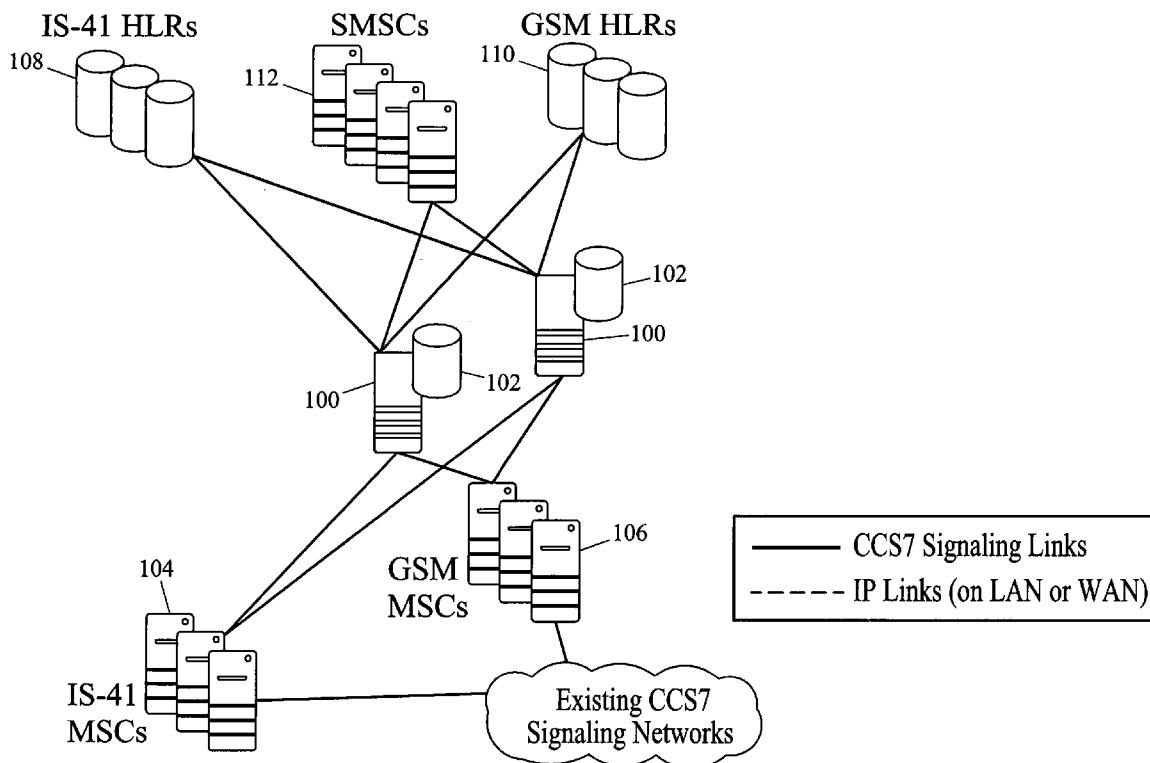 IS-41 HLRs
SMSCs
GSM HLRs
108
112
110
102
100
102
100
106
GSM
MSCs
104
IS-41
MSCs
Existing CCS7
Signaling Networks
CCS7 Signaling Links
IP Links (on LAN or WAN)